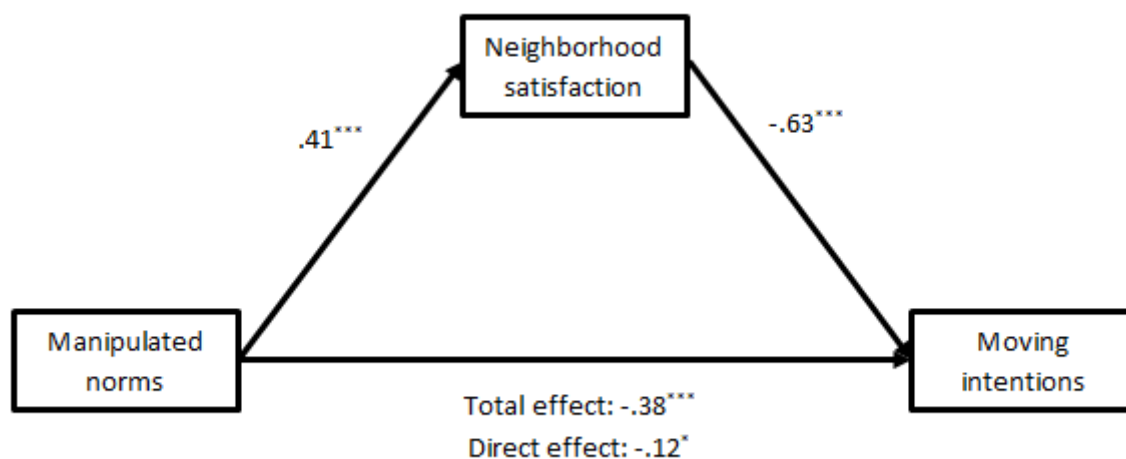 Neighborhood
satisfaction
.41***
-.63***
Manipulated
norms
Moving
intentions
Total effect: -.38***
Direct effect: -.12*